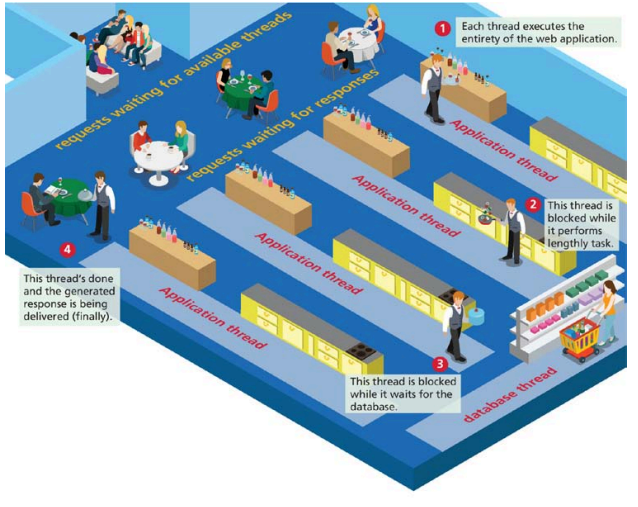 1
Each thread executes the
entirety of the web application.
requests waiting for available threads
requests waiting for responses
Application thread
2
This thread is
blocked while
it performs
lengthly task.
Application thread
Application thread
Application thread
4
This thread's done
and the generated
response is being
delivered (finally).
3
This thread is blocked
while it waits for the
database.
database thread